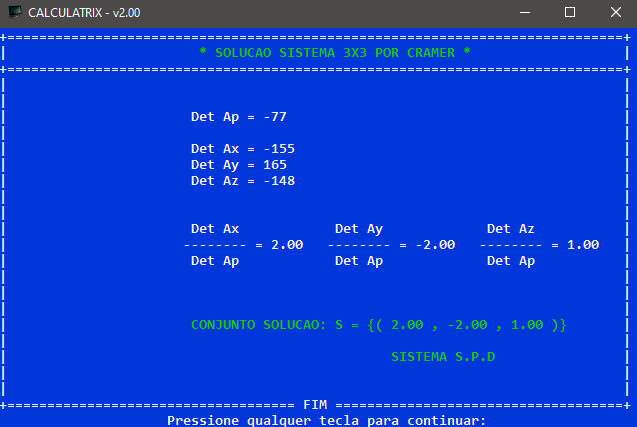 CALCULATRIX - v2.00
+=============================================================================+
| * SOLUCAO SISTEMA 3X3 POR CRAMER * |
+=============================================================================+
Det Ap = -77
Det Ax = -155
Det Ay = 165
Det Az = -148
Det Ax Det Ay Det Az
-------- = 2.00 -------- = -2.00 -------- = 1.00
Det Ap Det Ap Det Ap
CONJUNTO SOLUCAO: S = {( 2.00 , -2.00 , 1.00 )}
SISTEMA S.P.D
+==================================== FIM ====================================+
Pressione qualquer tecla para continuar: